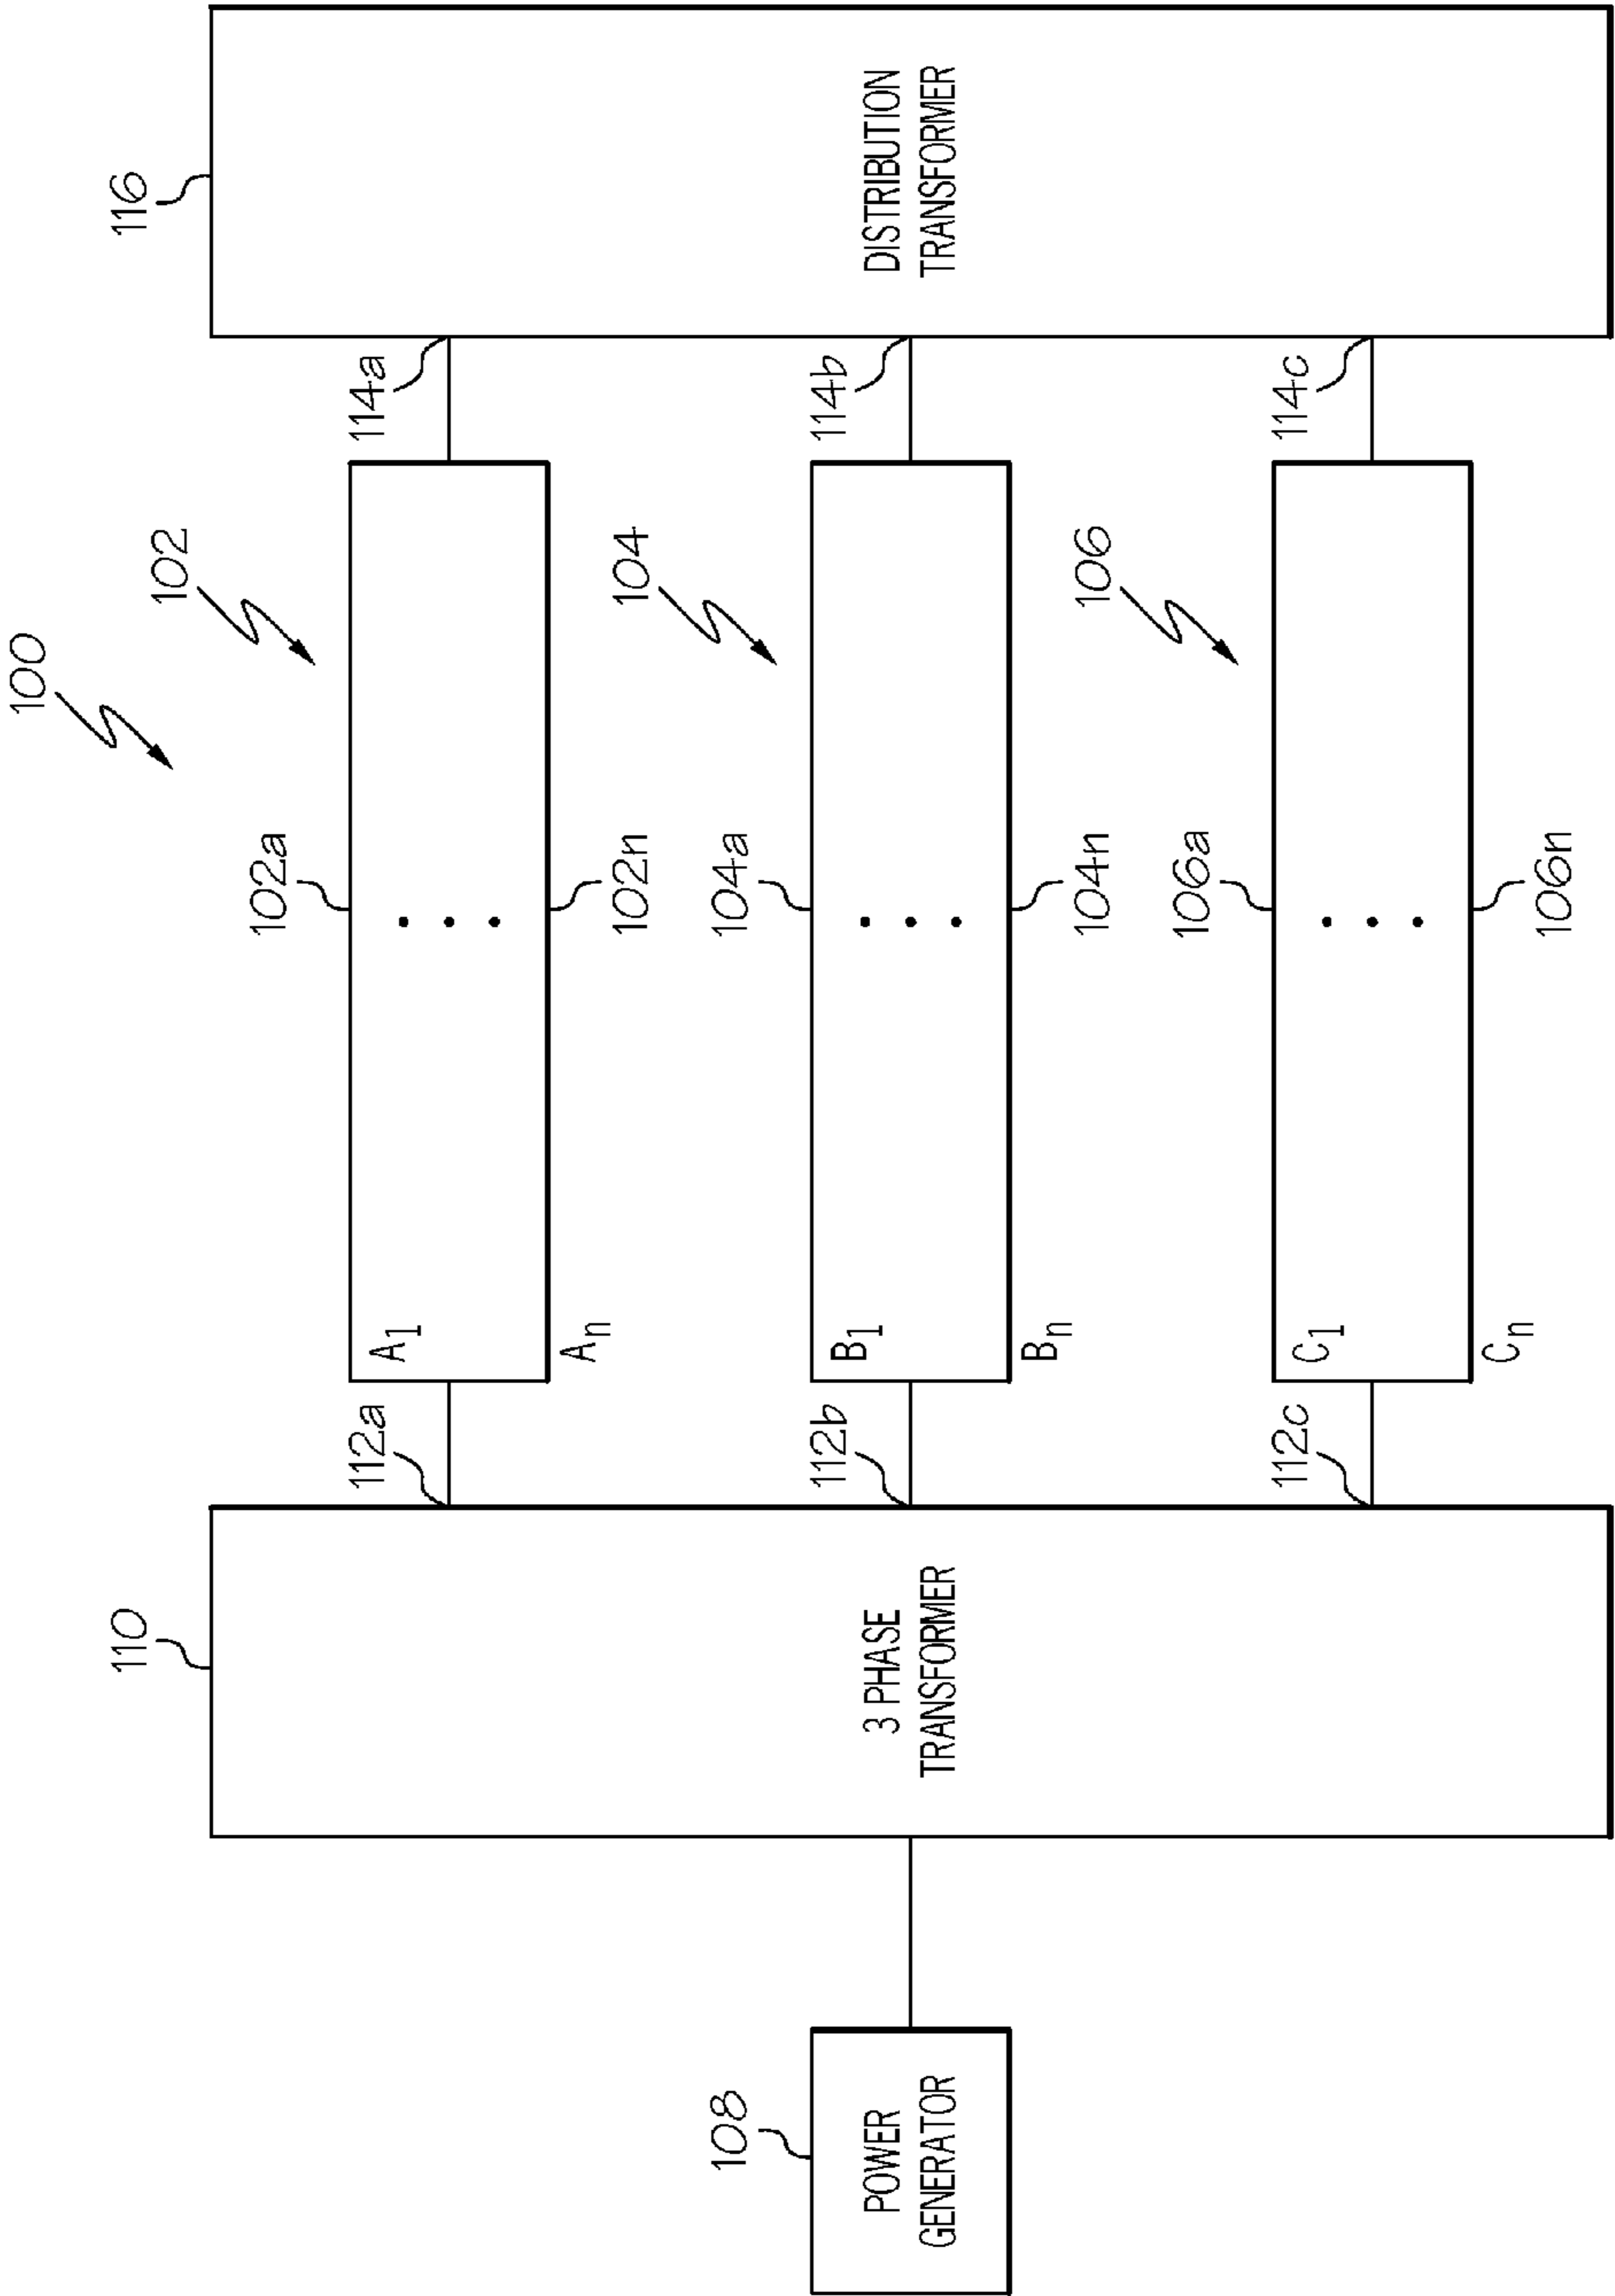 100
102
104
106
116
110
108
102a
102n
104a
104n
106a
106n
112a
112b
112c
114a
114b
114c
A1
An
B1
Bn
C1
Cn
POWER
GENERATOR
3 PHASE
TRANSFORMER
DISTRIBUTION
TRANSFORMER